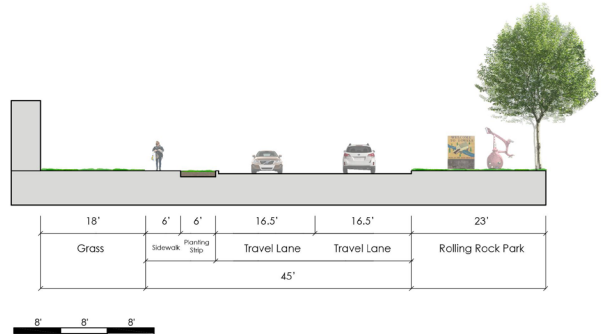 18' 6' 6' 16.5' 16.5' 23'
Grass Sidewalk Planting Strip Travel Lane Travel Lane Rolling Rock Park
45'
8' 8' 8'